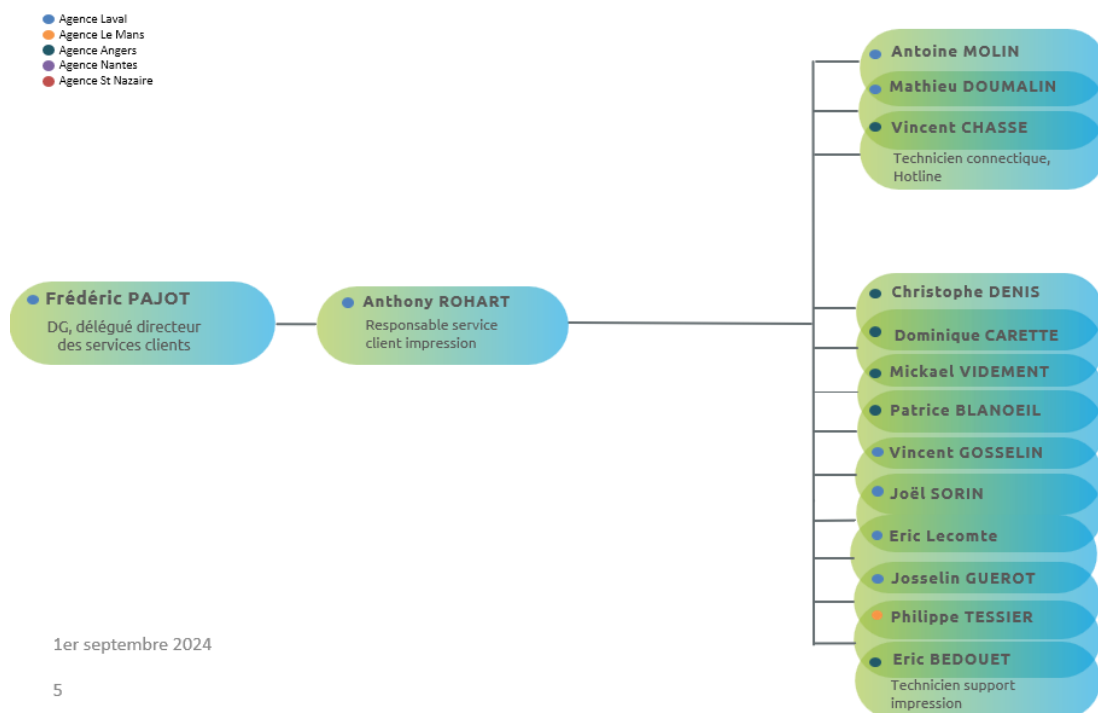 Agence Laval
Agence Le Mans
Agence Angers
Agence Nantes
Agence St Nazaire
Frédéric PAJOT
DG, délégué directeur
des services clients
Anthony ROHART
Responsable service
client impression
Antoine MOLIN
Mathieu DOUMALIN
Vincent CHASSE
Technicien connectique,
Hotline
Christophe DENIS
Dominique CARETTE
Mickael VIDEMENT
Patrice BLANOEIL
Vincent GOSSELIN
Joël SORIN
Eric Lecomte
Josselin GUEROT
Philippe TESSIER
Eric BEDOUET
Technicien support
impression
1er septembre 2024
5